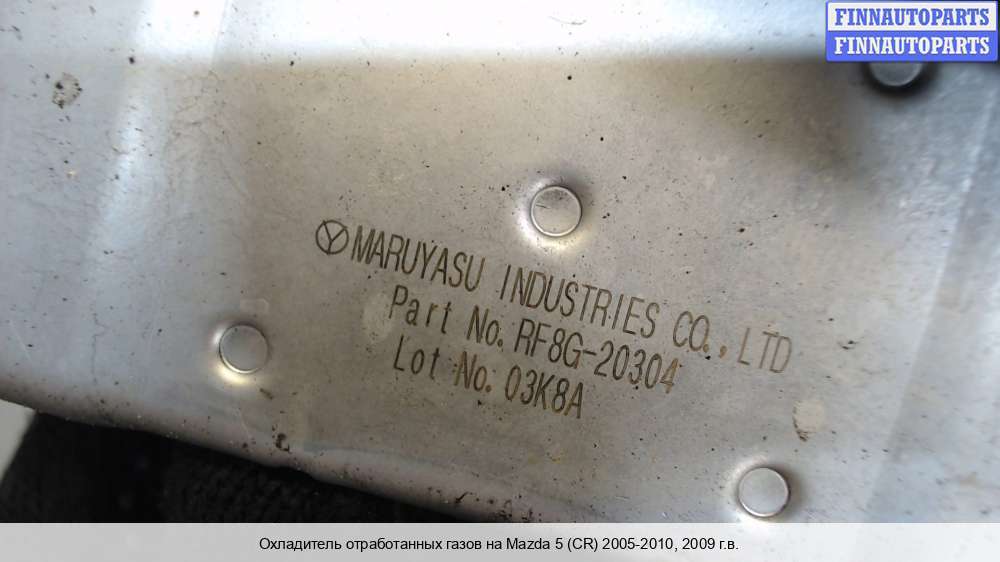 FINNAUTOPARTS
FINNAUTOPARTS
MARUYASU INDUSTRIES CO.,LTD
Part No. RF8G-20304
Lot No. 03K8A
Охладитель отработанных газов на Mazda 5 (CR) 2005-2010, 2009 г.в.